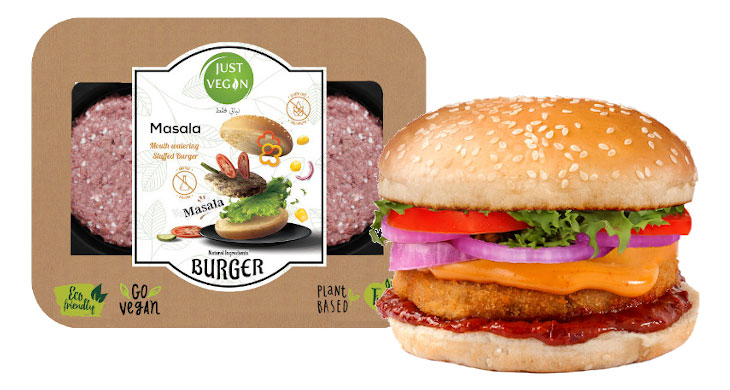 JUST
VEGAN
نباتي فقط
Masala
Mouth watering
Stuffed Burger
Masala
Natural Ingredients
BURGER
Eco
friendly
GO
VEGAN
PLANT
BASED